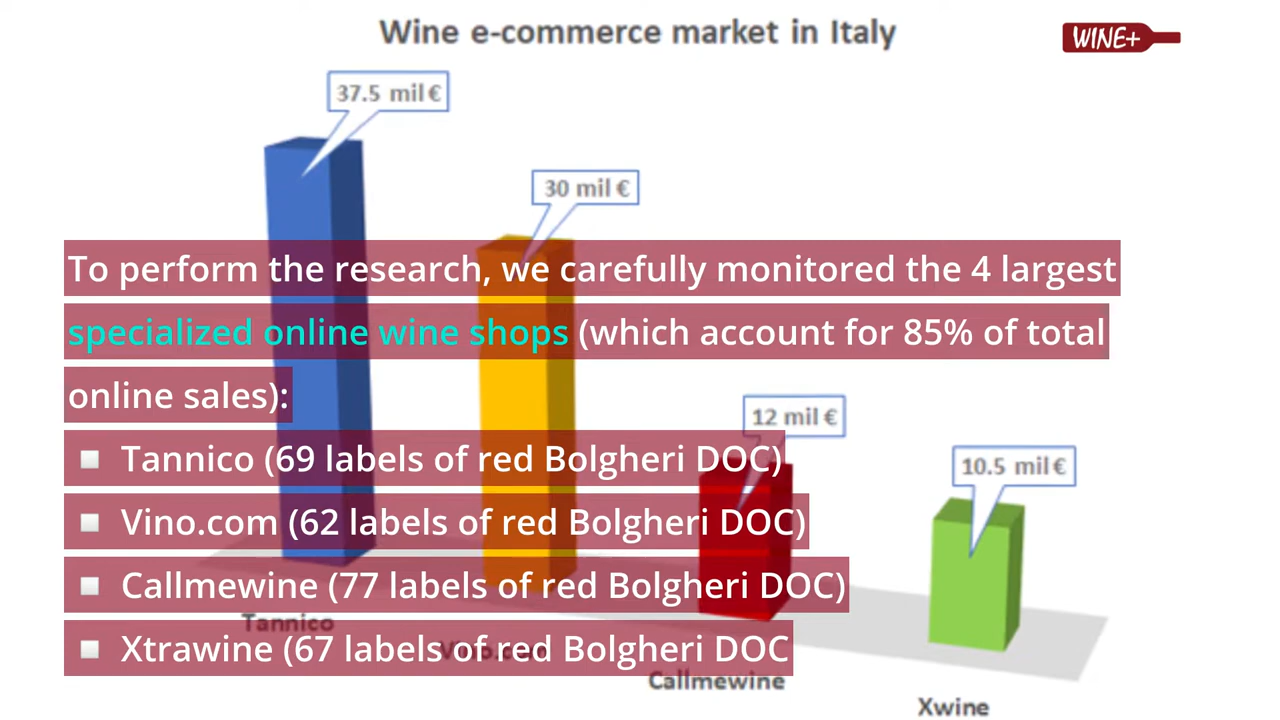 Wine e-commerce market in Italy
WINE+
37.5 mil €
30 mil €
To perform the research, we carefully monitored the 4 largest
specialized online wine shops (which account for 85% of total
online sales):
12 mil €
10.5 mil €
Tannico (69 labels of red Bolgheri DOC)
Vino.com (62 labels of red Bolgheri DOC)
Callmewine (77 labels of red Bolgheri DOC)
Tannico
Xtrawine (67 labels of red Bolgheri DOC
Vino.com
Callmewine
Xwine